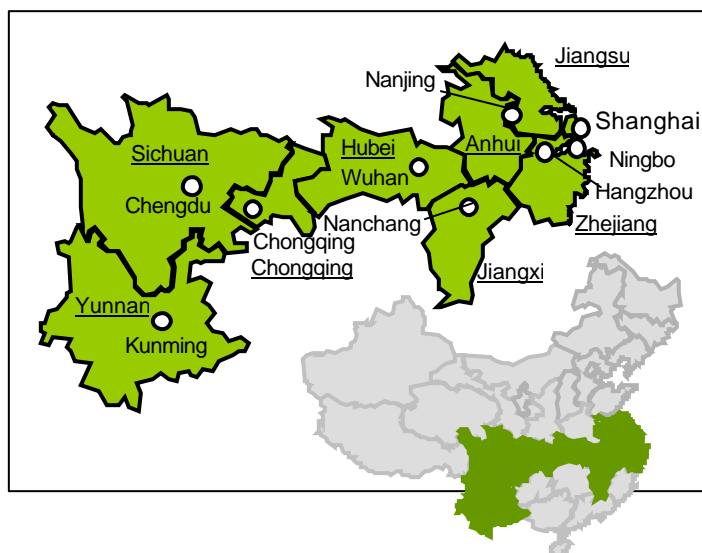 Jiangsu
Nanjing
Shanghai
Sichuan
Hubei
Anhui
Ningbo
Wuhan
Hangzhou
Chengdu
Nanchang
Zhejiang
Chongqing
Chongqing
Jiangxi
Yunnan
Kunming